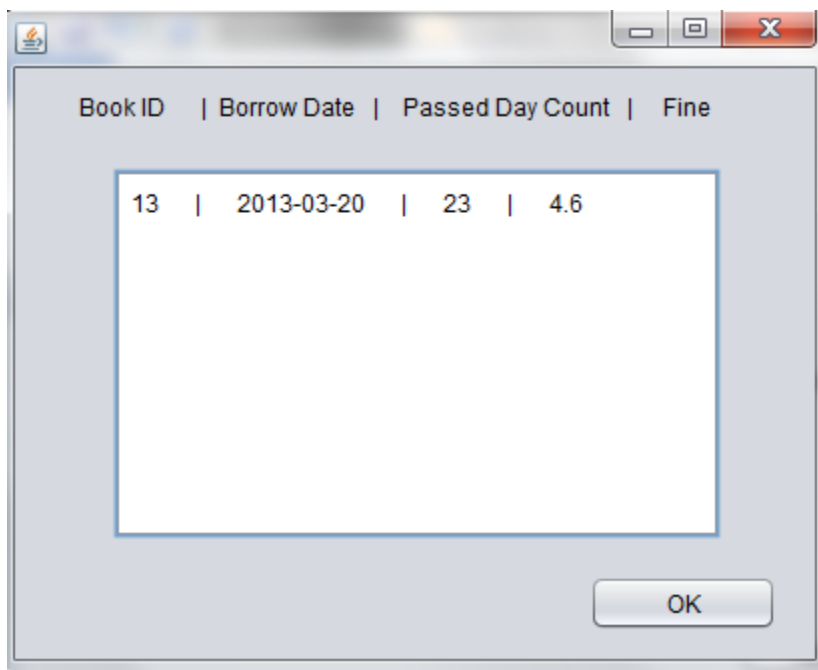 Book ID | Borrow Date | Passed Day Count | Fine
13 | 2013-03-20 | 23 | 4.6
OK